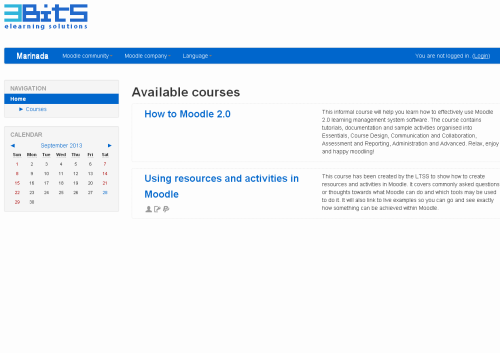 3Bits
elearning solutions
Marinada Moodle community Moodle company Language You are not logged in. (Login)
NAVIGATION
Home
Courses
CALENDAR
September 2013
Sun Mon Tue Wed Thu Fri Sat
1 2 3 4 5 6 7
8 9 10 11 12 13 14
15 16 17 18 19 20 21
22 23 24 25 26 27 28
29 30
Available courses
How to Moodle 2.0
This informal course will help you learn how to effectively use Moodle
2.0 learning management system software. The course contains
tutorials, documentation and sample activities organised into
Essentials, Course Design, Communication and Collaboration,
Assessment and Reporting, Administration and Advanced. Relax, enjoy
and happy moodling!
Using resources and activities in
Moodle
This course has been created by the LTSS to show how to create
resources and activities in Moodle. It covers commonly asked questions
or thoughts towards what Moodle can do and which tools may be used
to do it. It will also link to live examples so you can go and see exactly
how something can be achieved within Moodle.